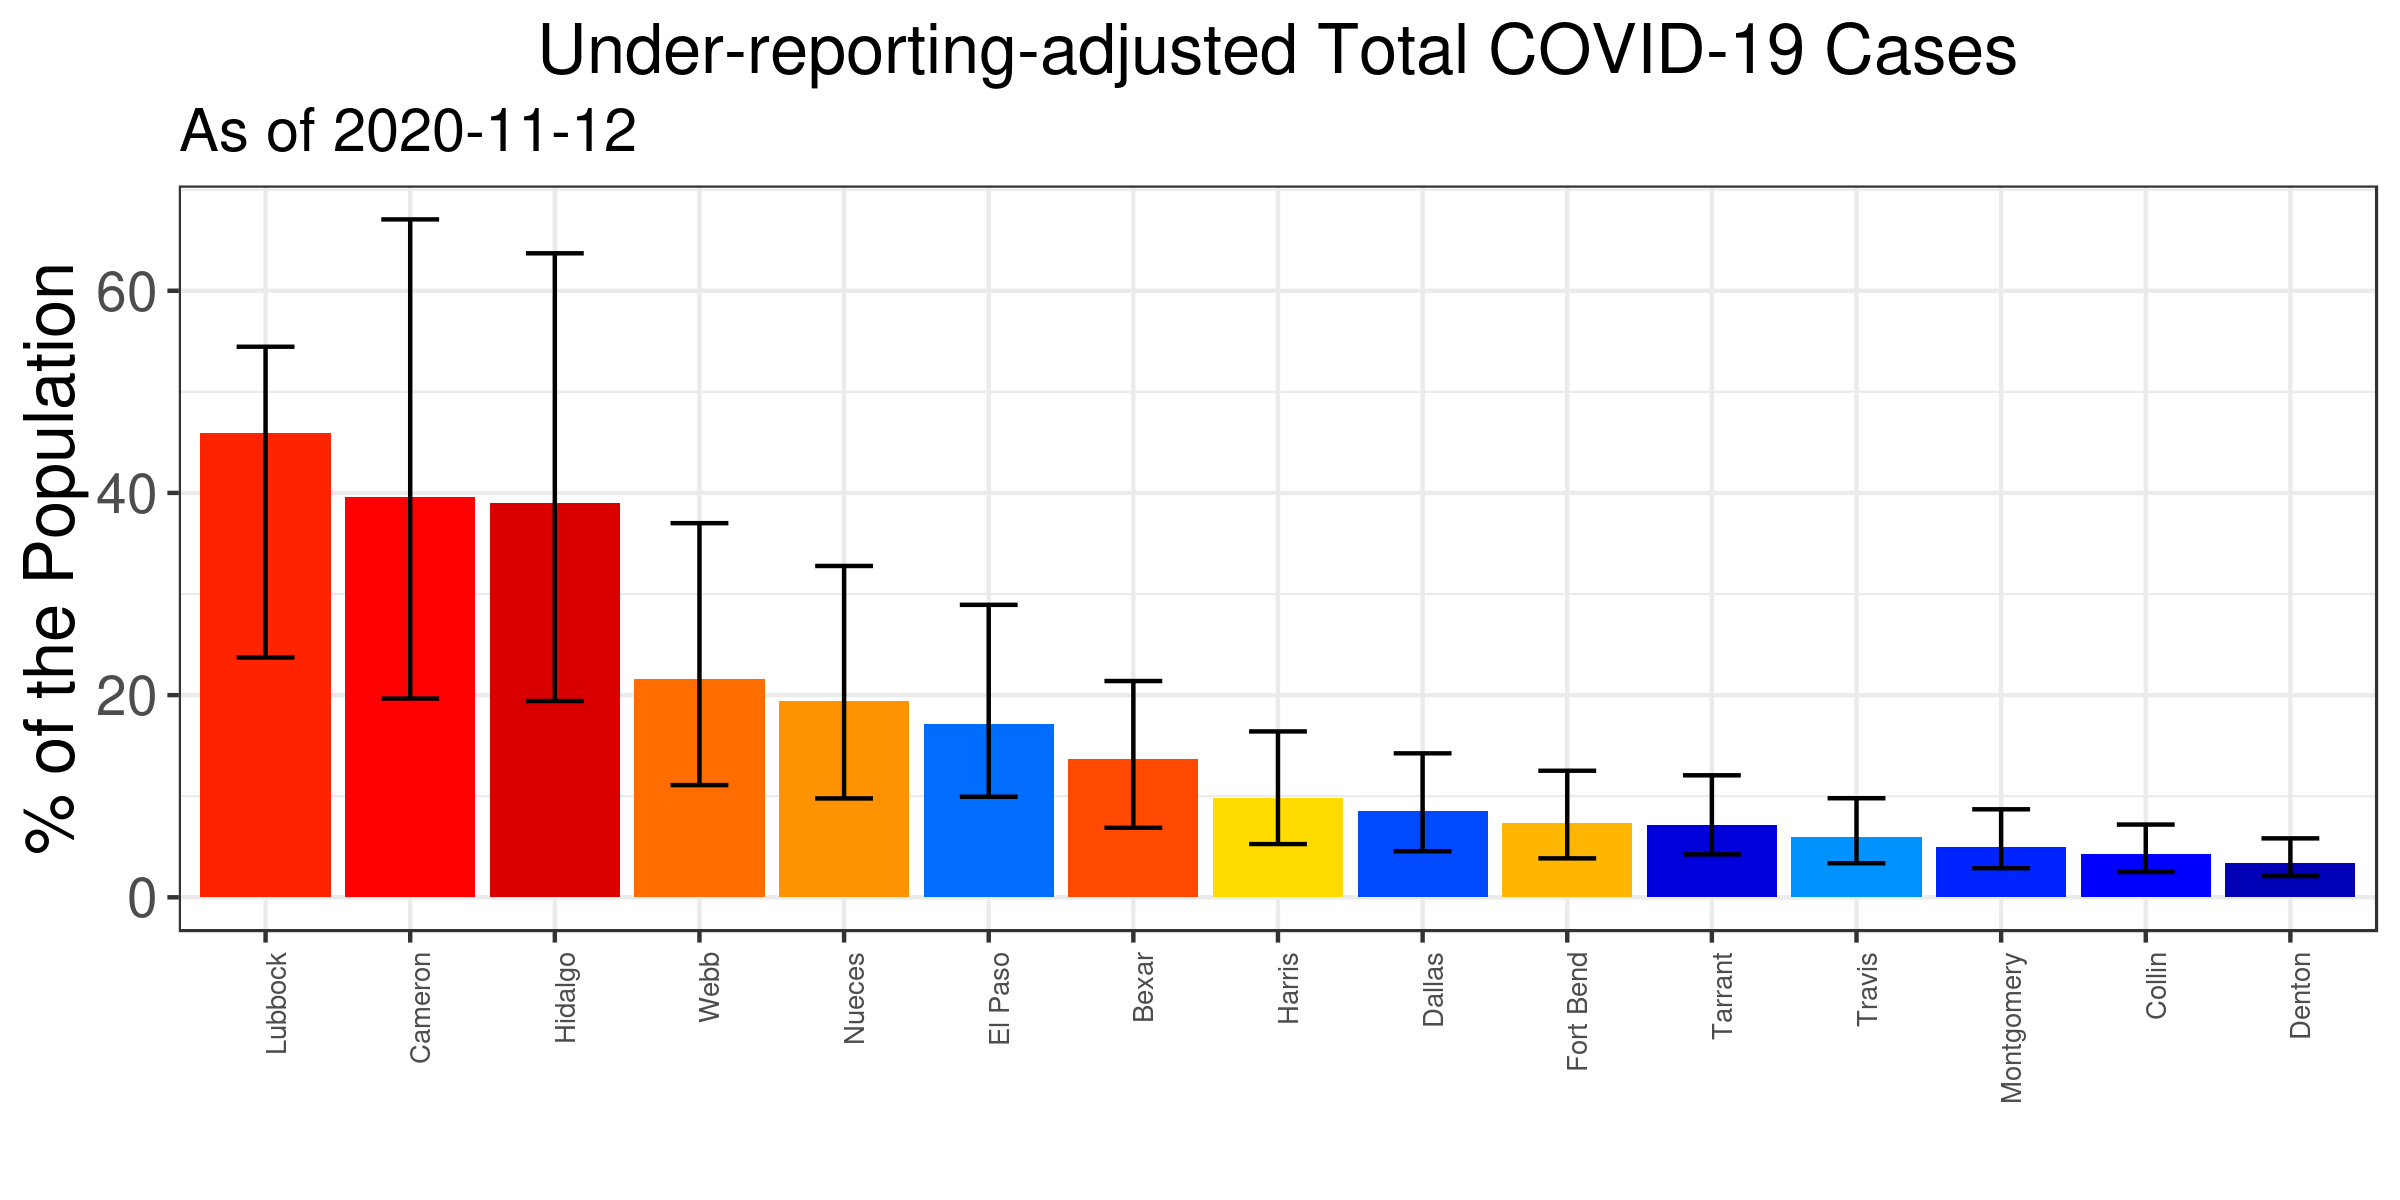 Under-reporting-adjusted Total COVID-19 Cases
As of 2020-11-12
% of the Population
60
40
20
0
Lubbock
Cameron
Hidalgo
Webb
Nueces
El Paso
Bexar
Harris
Dallas
Fort Bend
Tarrant
Travis
Montgomery
Collin
Denton